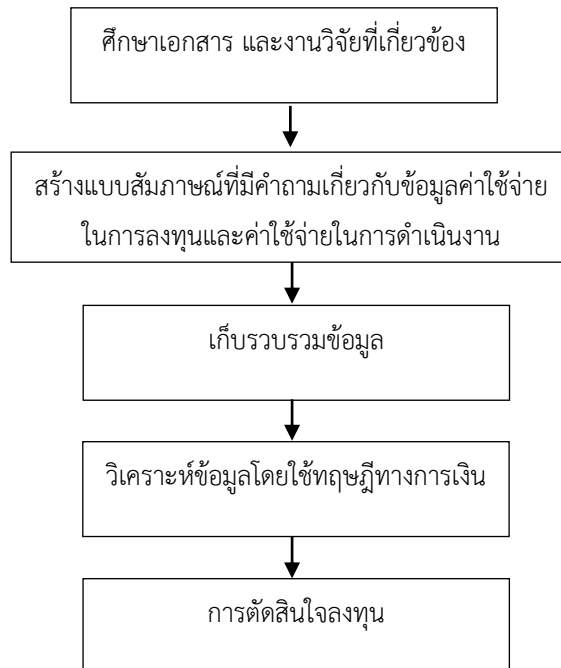 ศึกษาเอกสาร และงานวิจัยที่เกี่ยวข้อง
สร้างแบบสัมภาษณ์ที่มีคำถามเกี่ยวกับข้อมูลค่าใช้จ่าย
ในการลงทุนและค่าใช้จ่ายในการดำเนินงาน
เก็บรวบรวมข้อมูล
วิเคราะห์ข้อมูลโดยใช้ทฤษฎีทางการเงิน
การตัดสินใจลงทุน